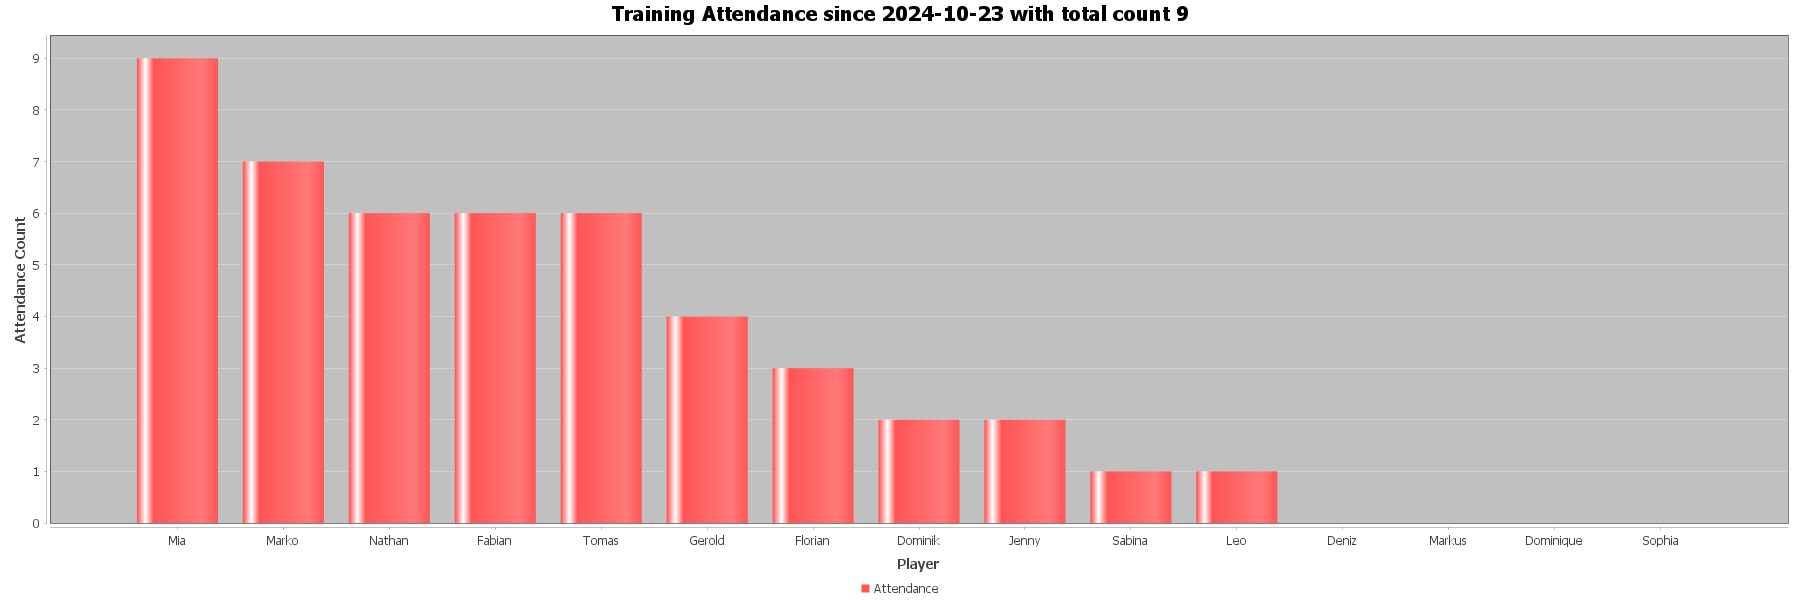 Training Attendance since 2024-10-23 with total count 9
Attendance Count
9
8
7
6
5
4
3
2
1
0
Mia Marko Nathan Fabian Tomas Gerold Florian Dominik Jenny Sabina Leo Deniz Markus Dominique Sophia
Player
Attendance